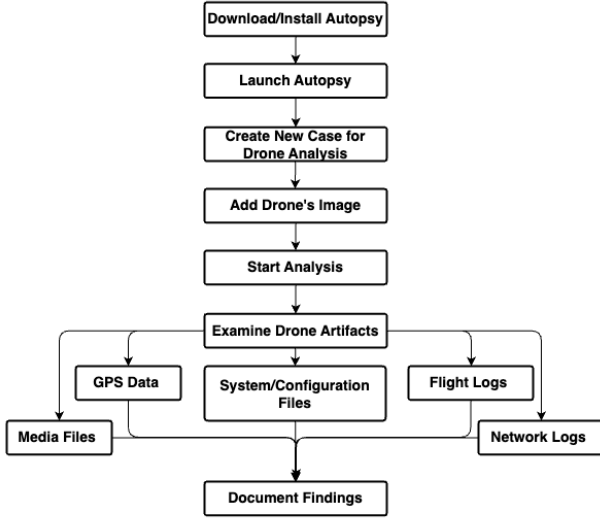 Download/Install Autopsy
Launch Autopsy
Create New Case for
Drone Analysis
Add Drone's Image
Start Analysis
Examine Drone Artifacts
GPS Data
System/Configuration
Files
Flight Logs
Media Files
Network Logs
Document Findings